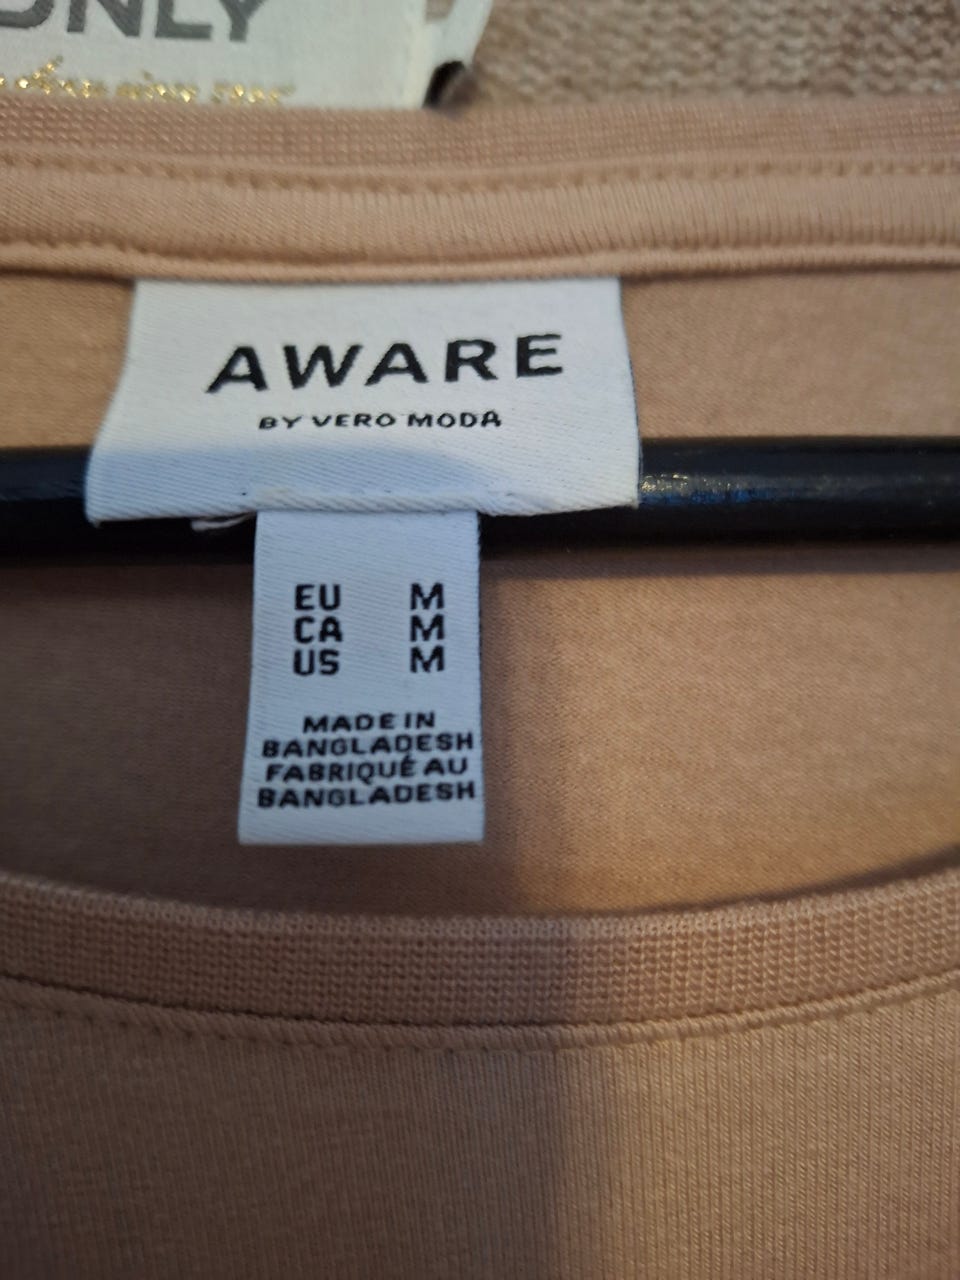 ONLY
AWARE
BY VERO MODA
EU M
CA M
US M
MADE IN
BANGLADESH
FABRIQUÉ AU
BANGLADESH